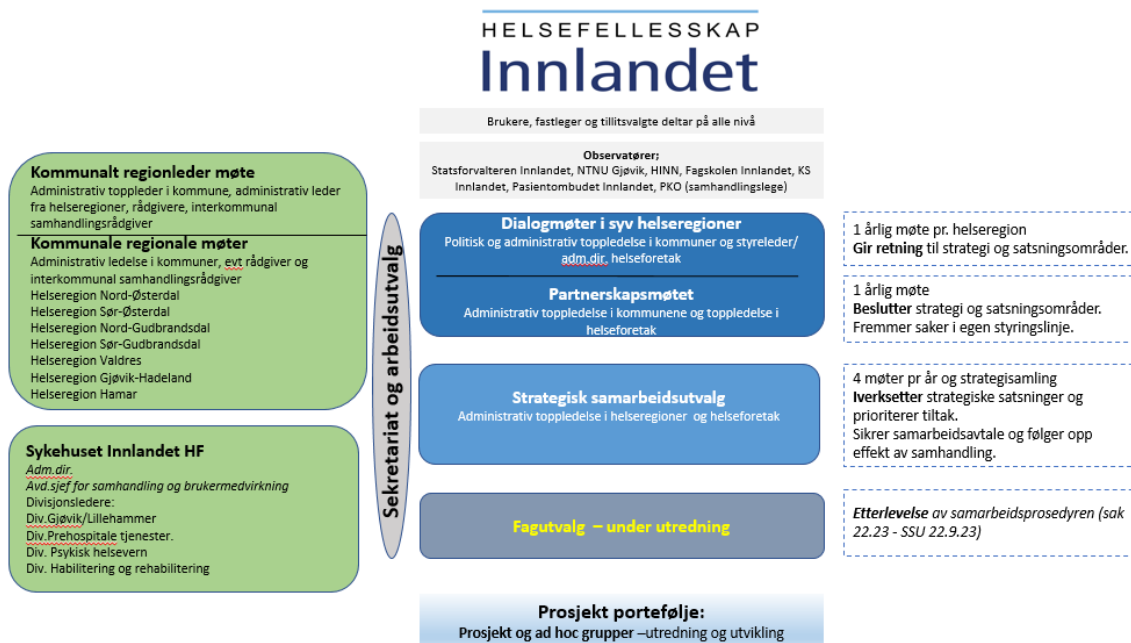 HELSEFELLESSKAP
Innlandet
Brukere, fastleger og tillitsvalgte deltar på alle nivå
Observatører;
Statsforvalteren Innlandet, NTNU Gjøvik, HINN, Fagskolen Innlandet, KS
Innlandet, Pasientombudet Innlandet, PKO (samhandlingslege)
Kommunalt regionleder møte
Administrativ toppleder i kommune, administrativ leder
fra helseregioner, rådgivere, interkommunal
samhandlingsrådgiver
Kommunale regionale møter
Administrativ ledelse i kommuner, evt rådgiver og
interkommunal samhandlingsrådgiver
Helseregion Nord-Østerdal
Helseregion Sør-Østerdal
Helseregion Nord-Gudbrandsdal
Helseregion Sør-Gudbrandsdal
Helseregion Valdres
Helseregion Gjøvik-Hadeland
Helseregion Hamar
Sykehuset Innlandet HF
Adm.dir.
Avd.sjef for samhandling og brukermedvirkning
Divisjonsledere:
Div.Gjøvik/Lillehammer
Div.Prehospitale tjenester.
Div. Psykisk helsevern
Div. Habilitering og rehabilitering
Sekretariat og arbeidsutvalg
Dialogmøter i syv helseregioner
Politisk og administrativ toppledelse i kommuner og styreleder/
adm.dir. helseforetak
Partnerskapsmøtet
Administrativ toppledelse i kommunene og toppledelse i
helseforetak
Strategisk samarbeidsutvalg
Administrativ toppledelse i helseregioner og helseforetak
Fagutvalg – under utredning
Prosjekt portefølje:
Prosjekt og ad hoc grupper –utredning og utvikling
1 årlig møte pr. helseregion
Gir retning til strategi og satsningsområder.
1 årlig møte
Beslutter strategi og satsningsområder.
Fremmer saker i egen styringslinje.
4 møter pr år og strategisamling
Iverksetter strategiske satsninger og
prioriterer tiltak.
Sikrer samarbeidsavtale og følger opp
effekt av samhandling.
Etterlevelse av samarbeidsprosedyren (sak
22.23 - SSU 22.9.23)